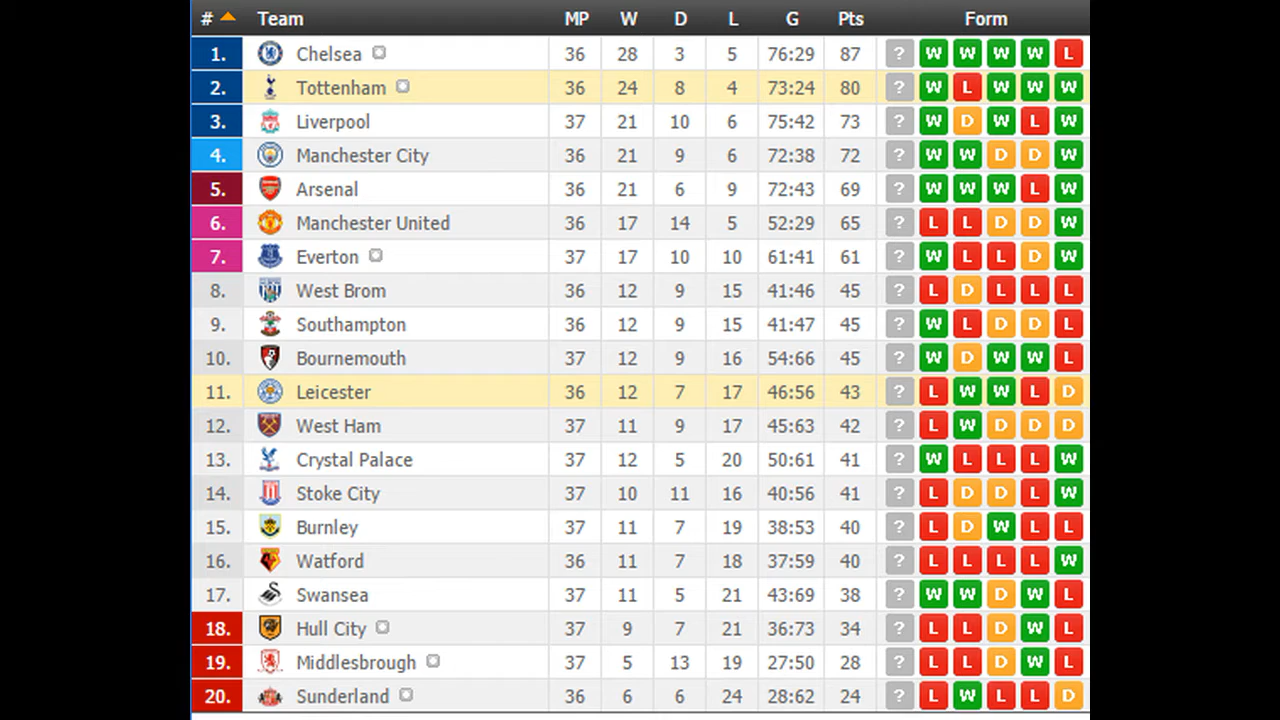 # Team MP W D L G Pts Form
1. Chelsea 36 28 3 5 76:29 87 ? W W W W L
2. Tottenham 36 24 8 4 73:24 80 ? W L W W W
3. Liverpool 37 21 10 6 75:42 73 ? W D W L W
4. Manchester City 36 21 9 6 72:38 72 ? W W D D W
5. Arsenal 36 21 6 9 72:43 69 ? W W W L W
6. Manchester United 36 17 14 5 52:29 65 ? L L D D W
7. Everton 37 17 10 10 61:41 61 ? W L L D W
8. West Brom 36 12 9 15 41:46 45 ? L D L L L
9. Southampton 36 12 9 15 41:47 45 ? W L D D L
10. Bournemouth 37 12 9 16 54:66 45 ? W D W W L
11. Leicester 36 12 7 17 46:56 43 ? L W W L D
12. West Ham 37 11 9 17 45:63 42 ? L W D D D
13. Crystal Palace 37 12 5 20 50:61 41 ? W L L L W
14. Stoke City 37 10 11 16 40:56 41 ? L D D L W
15. Burnley 37 11 7 19 38:53 40 ? L D W L L
16. Watford 36 11 7 18 37:59 40 ? L L L L W
17. Swansea 37 11 5 21 43:69 38 ? W W D W L
18. Hull City 37 9 7 21 36:73 34 ? L L D W L
19. Middlesbrough 37 5 13 19 27:50 28 ? L L D W L
20. Sunderland 36 6 6 24 28:62 24 ? L W L L D